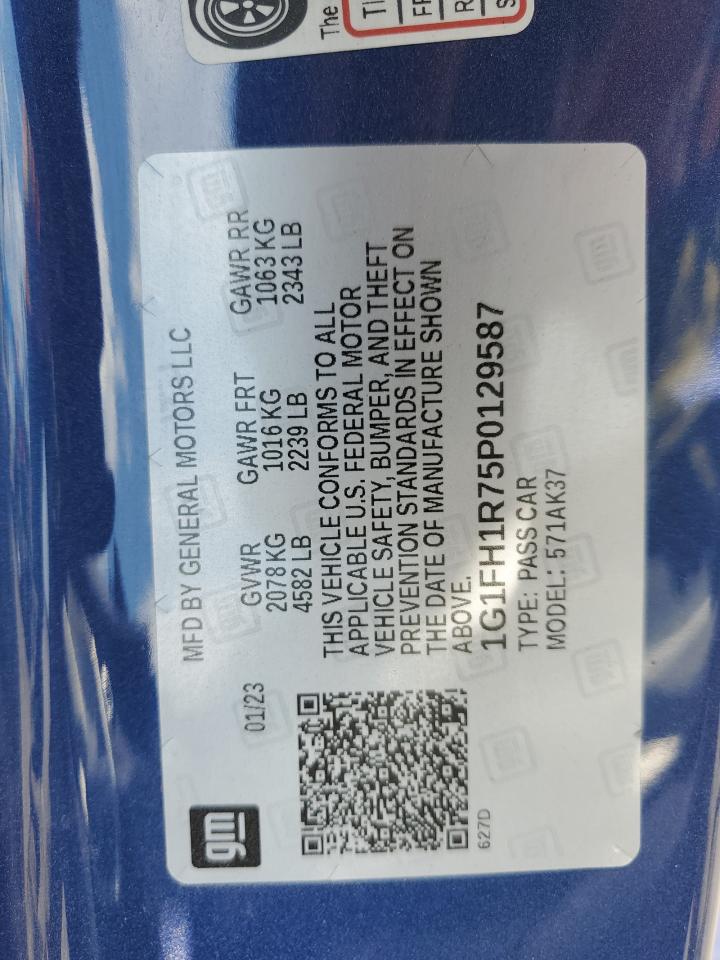 The
gm
01/23
MFD BY GENERAL MOTORS LLC
GVWR GAWR FRT GAWR RR
2078 KG 1016 KG 1063 KG
4582 LB 2239 LB 2343 LB
THIS VEHICLE CONFORMS TO ALL
APPLICABLE U.S. FEDERAL MOTOR
VEHICLE SAFETY, BUMPER, AND THEFT
PREVENTION STANDARDS IN EFFECT ON
THE DATE OF MANUFACTURE SHOWN
ABOVE.
1G1FH1R75P0129587
TYPE: PASS CAR
MODEL: 571AK37
627D